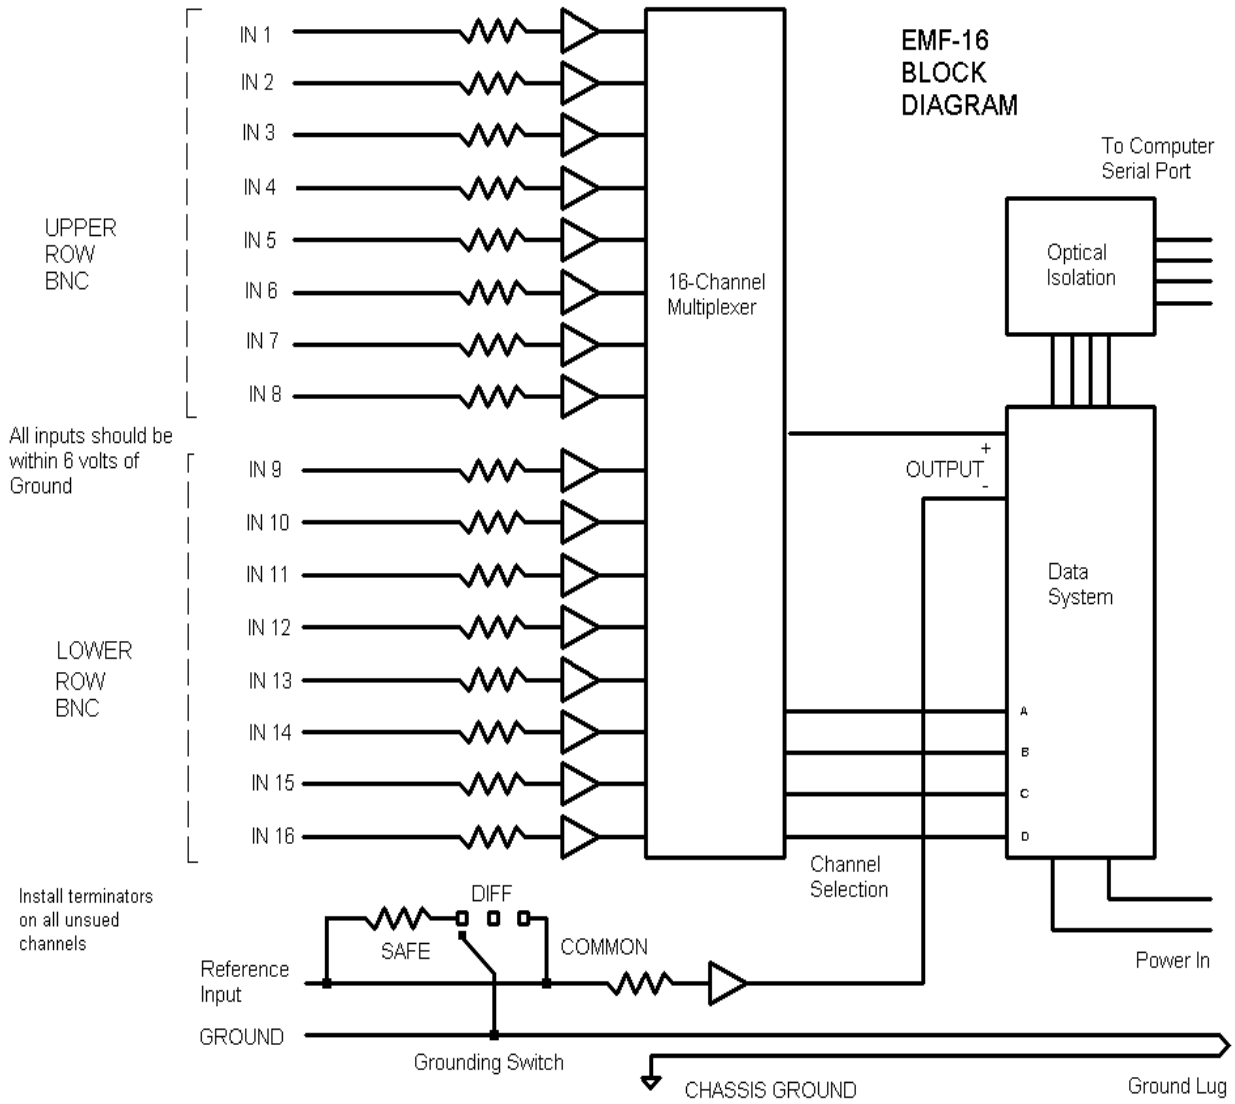 EMF-16
BLOCK
DIAGRAM
IN 1
IN 2
IN 3
IN 4
IN 5
IN 6
IN 7
IN 8
UPPER
ROW
BNC
16-Channel
Multiplexer
To Computer
Serial Port
Optical
Isolation
All inputs should be
within 6 volts of
Ground
IN 9
IN 10
IN 11
IN 12
IN 13
IN 14
IN 15
IN 16
LOWER
ROW
BNC
+
OUTPUT
-
Data
System
A
B
C
D
Channel
Selection
Install terminators
on all unsued
channels
DIFF
SAFE
COMMON
Reference
Input
Power In
GROUND
Grounding Switch
CHASSIS GROUND
Ground Lug